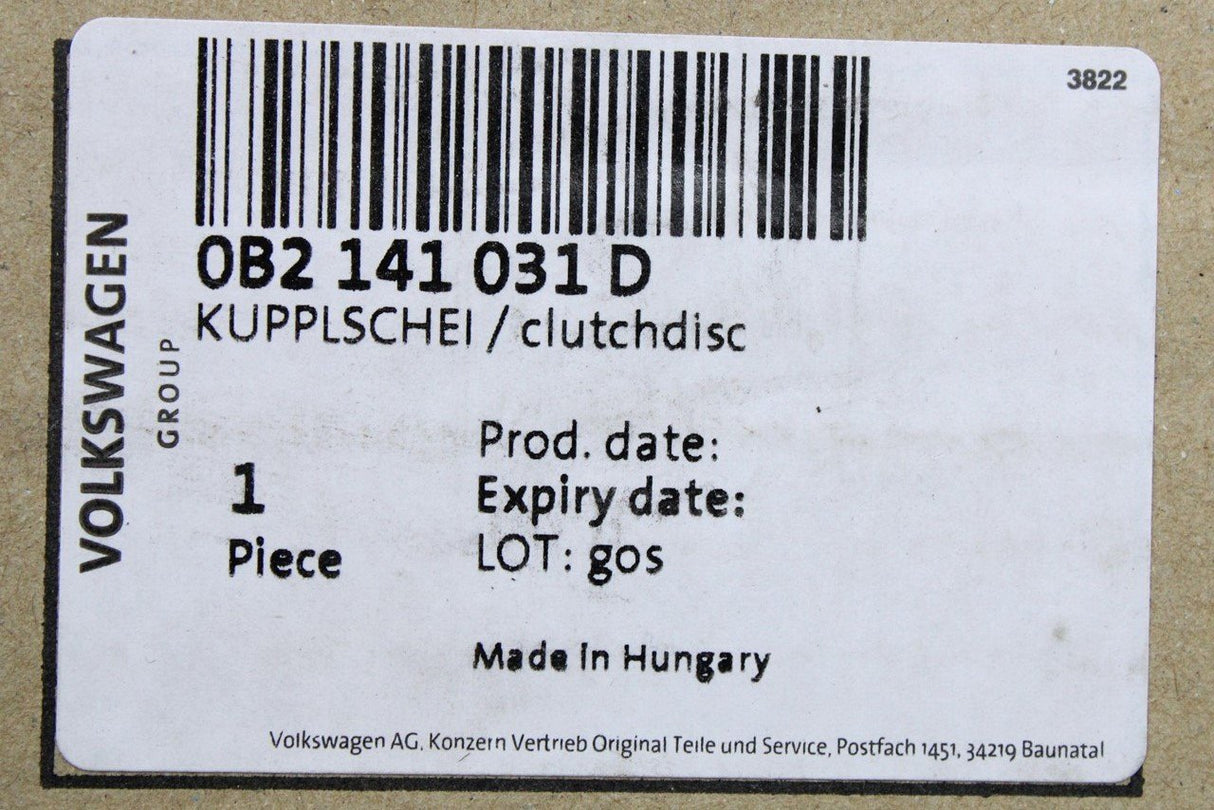 3822
0B2 141 031 D
KUPPLSCHEI / clutchdisc
VOLKSWAGEN
GROUP
1
Piece
Prod. date:
Expiry date:
LOT: gos
Made in Hungary
Volkswagen AG, Konzern Vertrieb Original Teile und Service, Postfach 1451, 34219 Baunatal